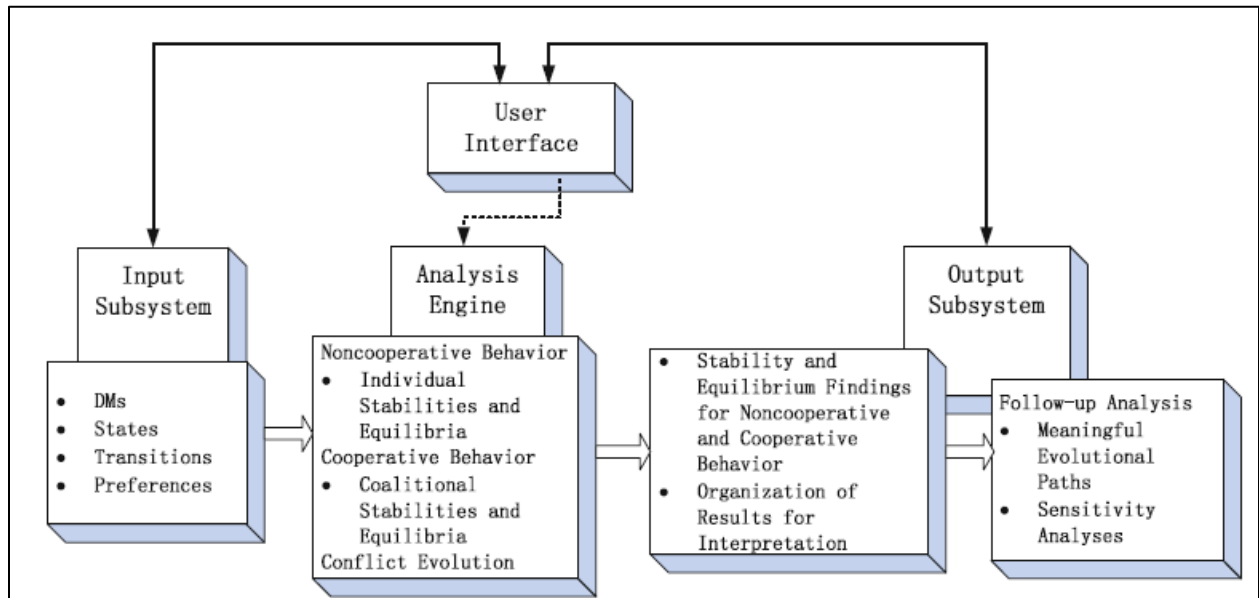 User
Interface
Input
Subsystem
Analysis
Engine
Output
Subsystem
● DMs
● States
● Transitions
● Preferences
Noncooperative Behavior
● Individual
Stabilities and
Equilibria
Cooperative Behavior
● Coalitional
Stabilities and
Equilibria
Conflict Evolution
● Stability and
Equilibrium Findings
for Noncooperative
and Cooperative
Behavior
● Organization of
Results for
Interpretation
Follow-up Analysis
● Meaningful
Evolutional
Paths
● Sensitivity
Analyses